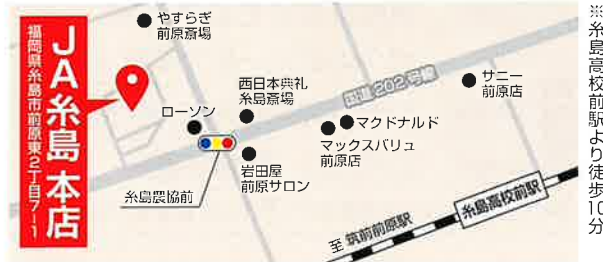 JA糸島 本店
福岡県糸島市前原東2丁目7-1
やすらぎ
前原斎場
ローソン
西日本典礼
糸島斎場
国道202号線
サニー
前原店
マクドナルド
マックスバリュ
前原店
岩田屋
前原サロン
糸島農協前
糸島高校前駅
至 筑前前原駅
※糸島高校前駅より徒歩10分